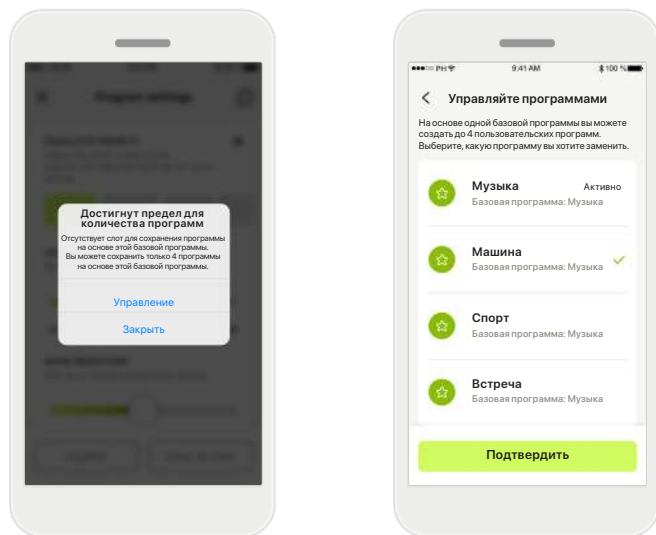 Достигнут предел для
количества программ
Отсутствует слот для сохранения программы
на основе этой базовой программы.
Вы можете сохранить только 4 программы
на основе этой базовой программы.
Управление
Закрыть
PH
9:41 AM
100 %
Управляйте программами
На основе одной базовой программы вы можете
создать до 4 пользовательских программ.
Выберите, какую программу вы хотите заменить.
Музыка
Активно
Базовая программа: Музыка
Машина
Базовая программа: Музыка
Спорт
Базовая программа: Музыка
Встреча
Базовая программа: Музыка
Подтвердить